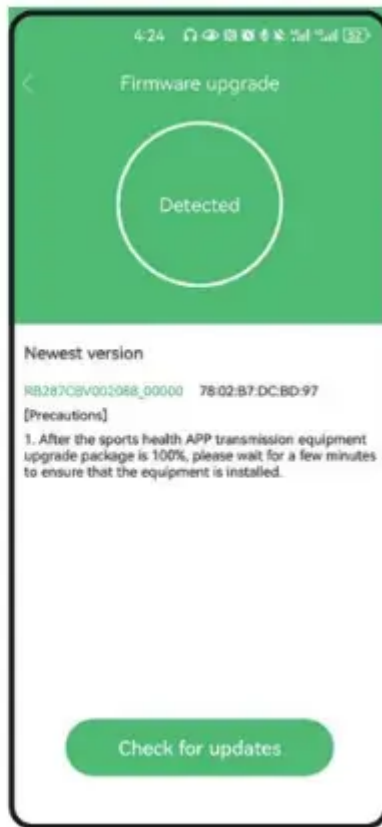 4:24
52
Firmware upgrade
Detected
Newest version
RB287CBV002088_00000 78:02:B7:DC:BD:97
[Precautions]
1. After the sports health APP transmission equipment
upgrade package is 100%, please wait for a few minutes
to ensure that the equipment is installed.
Check for updates